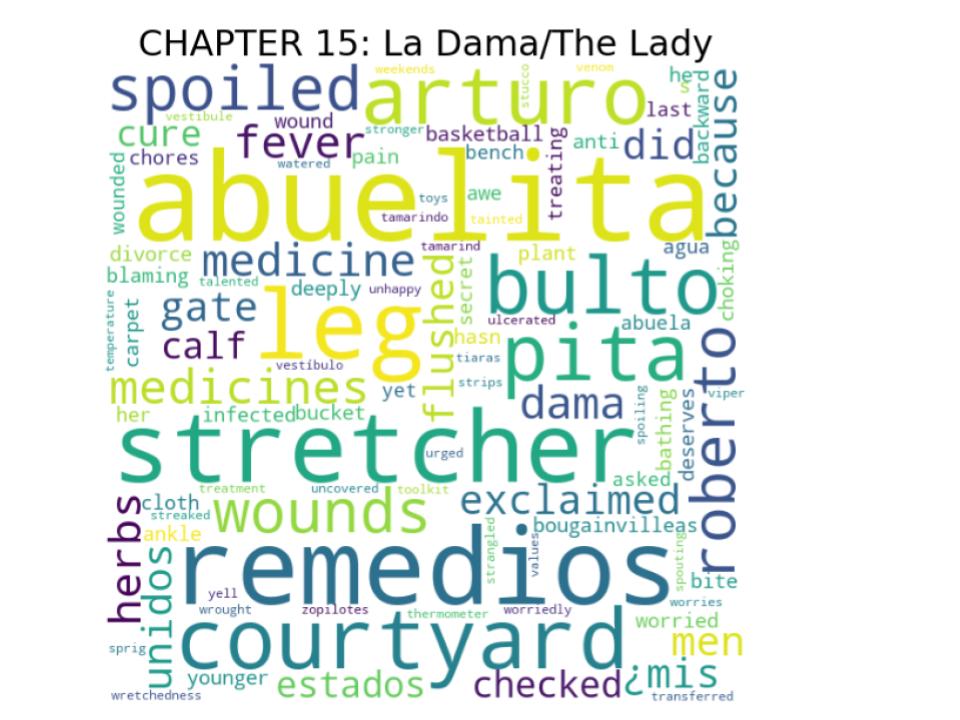 CHAPTER 15: La Dama/The Lady
spoiled
weekends
arturo
stucco
venom
he
s
backward
because
last
vestibule
wound
cure
fever
stronger
basketball
bench
treating
anti
did
wounded
chores
watered
pain
abuelita
toys
awe
tamarindo
tainted
divorce
medicine
tamarind
plant
agua
choking
blaming
talented
deeply
unhappy
flushed
secret
bulto
temperature
carpet
gate
leg
ulcerated
abuela
hasn
calf
vestíbulo
tiaras
pita
roberto
medicines
yet
strips
viper
her
infected
bucket
dama
spoiling
bathing
deserves
stretcher
urged
asked
treatment
uncovered
toolkit
herbs
cloth
streaked
wounds
exclaimed
ankle
strangled
values
bougainvilleas
spouting
unidos
remedios
bite
yell
wrought
zopilotes
thermometer
worriedly
worries
courtyard
worried
men
sprig
younger
estados
checked
¿mis
wretchedness
transferred